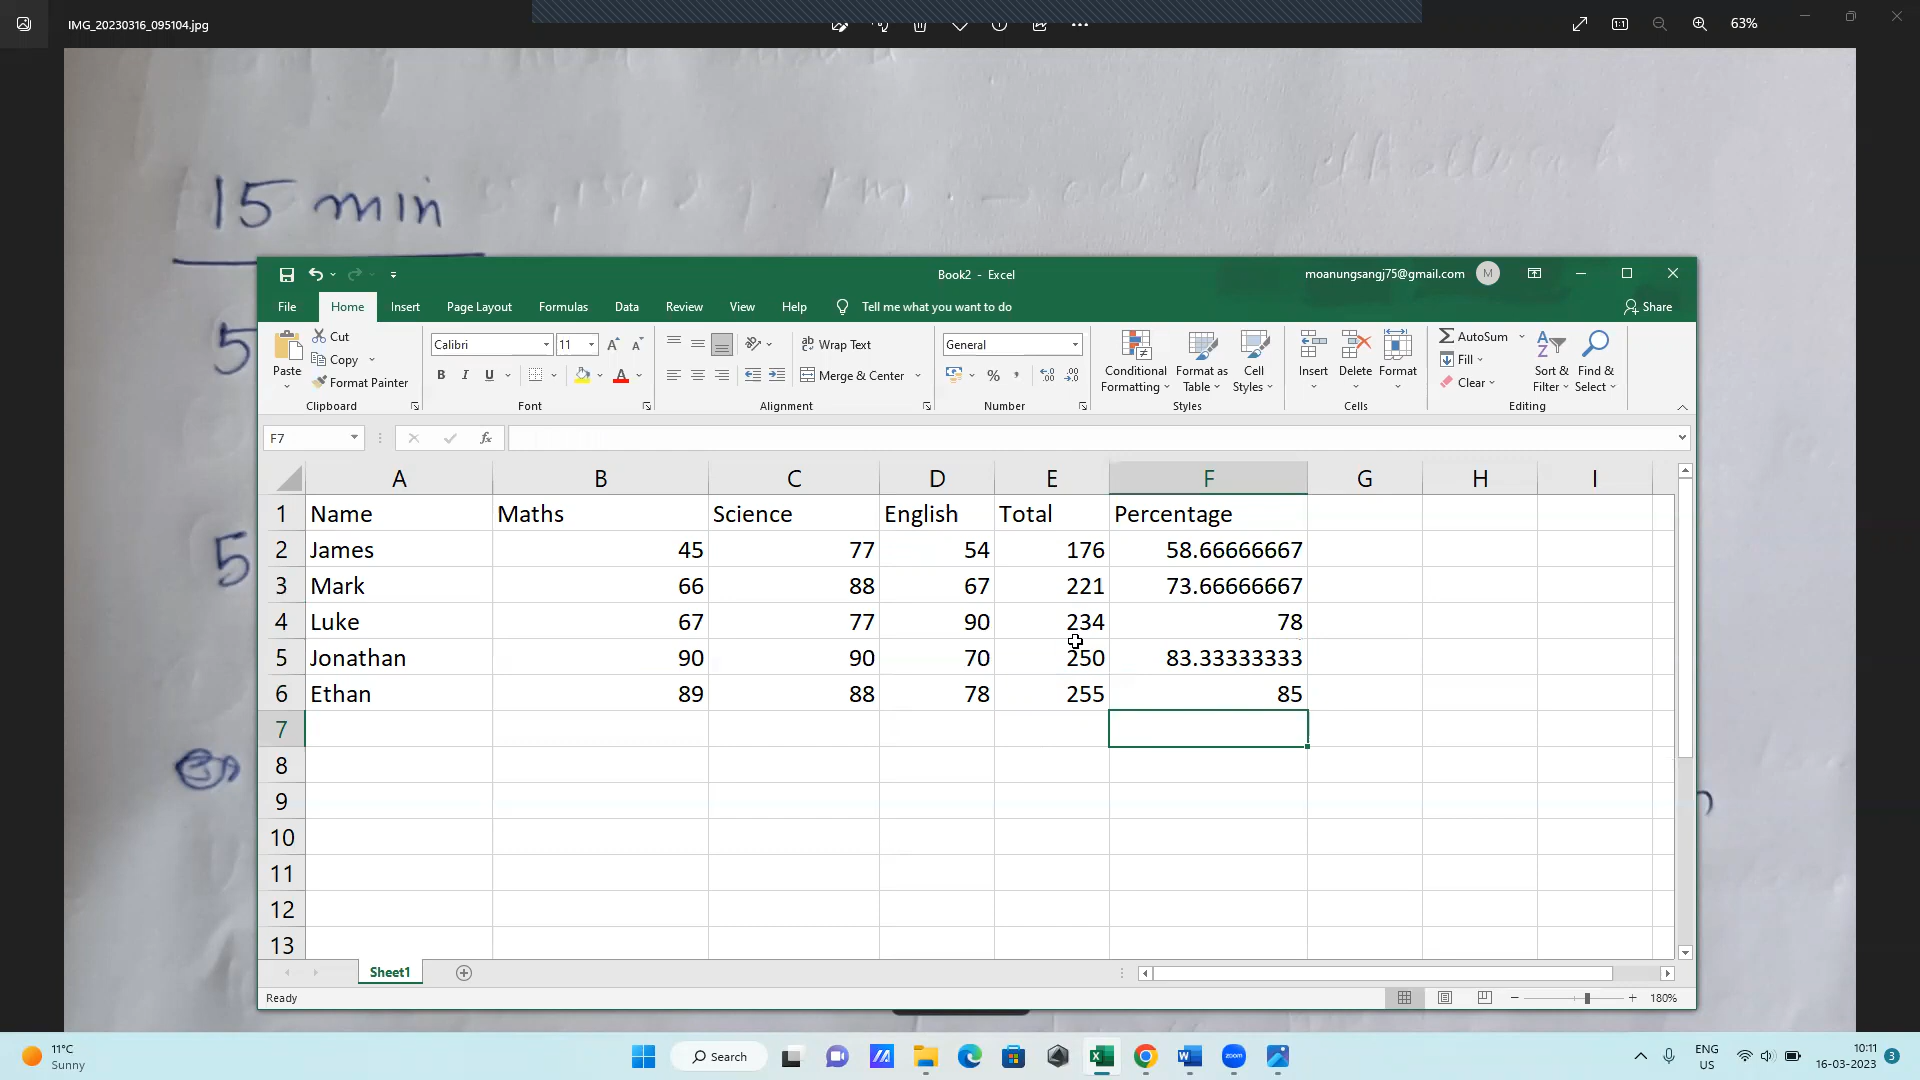 IMG_20230316_095104.jpg
63%
15 min
5
5
Book2 - Excel
moanungsangj75@gmail.com
M
File Home Insert Page Layout Formulas Data Review View Help Tell me what you want to do
Share
Cut
Copy
Format Painter
Paste
Clipboard
Calibri 11
B I U
Font
Wrap Text
Merge & Center
Alignment
General
Number
Conditional Formatting
Format as Table
Cell Styles
Styles
Insert Delete Format
Cells
AutoSum
Fill
Clear
Sort & Filter
Find & Select
Editing
F7
fx
A B C D E F G H I
1 Name Maths Science English Total Percentage
2 James 45 77 54 176 58.66666667
3 Mark 66 88 67 221 73.66666667
4 Luke 67 77 90 234 78
5 Jonathan 90 90 70 250 83.33333333
6 Ethan 89 88 78 255 85
7
8
9
10
11
12
13
Sheet1
Ready
180%
11°C
Sunny
Search
zoom
ENG
US
10:11
16-03-2023
3